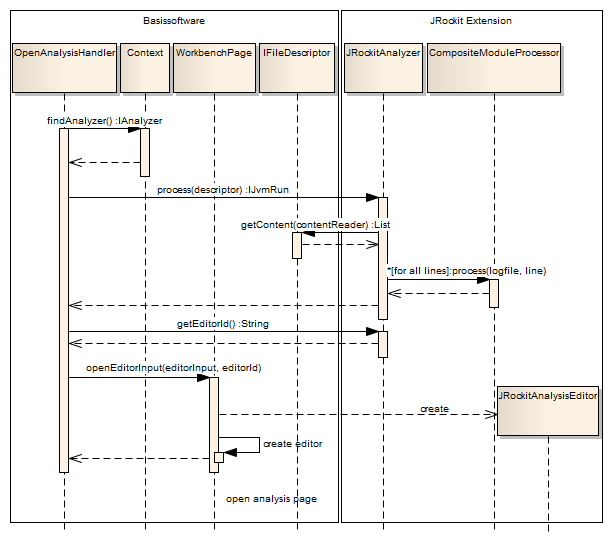 Basissoftware
JRockit Extension
OpenAnalysisHandler
Context
WorkbenchPage
IFileDescriptor
JRockitAnalyzer
CompositeModuleProcessor
findAnalyzer() :IAnalyzer
process(descriptor) :IJvmRun
getContent(contentReader) :List
*[for all lines]:process(logfile, line)
getEditorId() :String
openEditorInput(editorInput, editorId)
JRockitAnalysisEditor
create
create editor
open analysis page